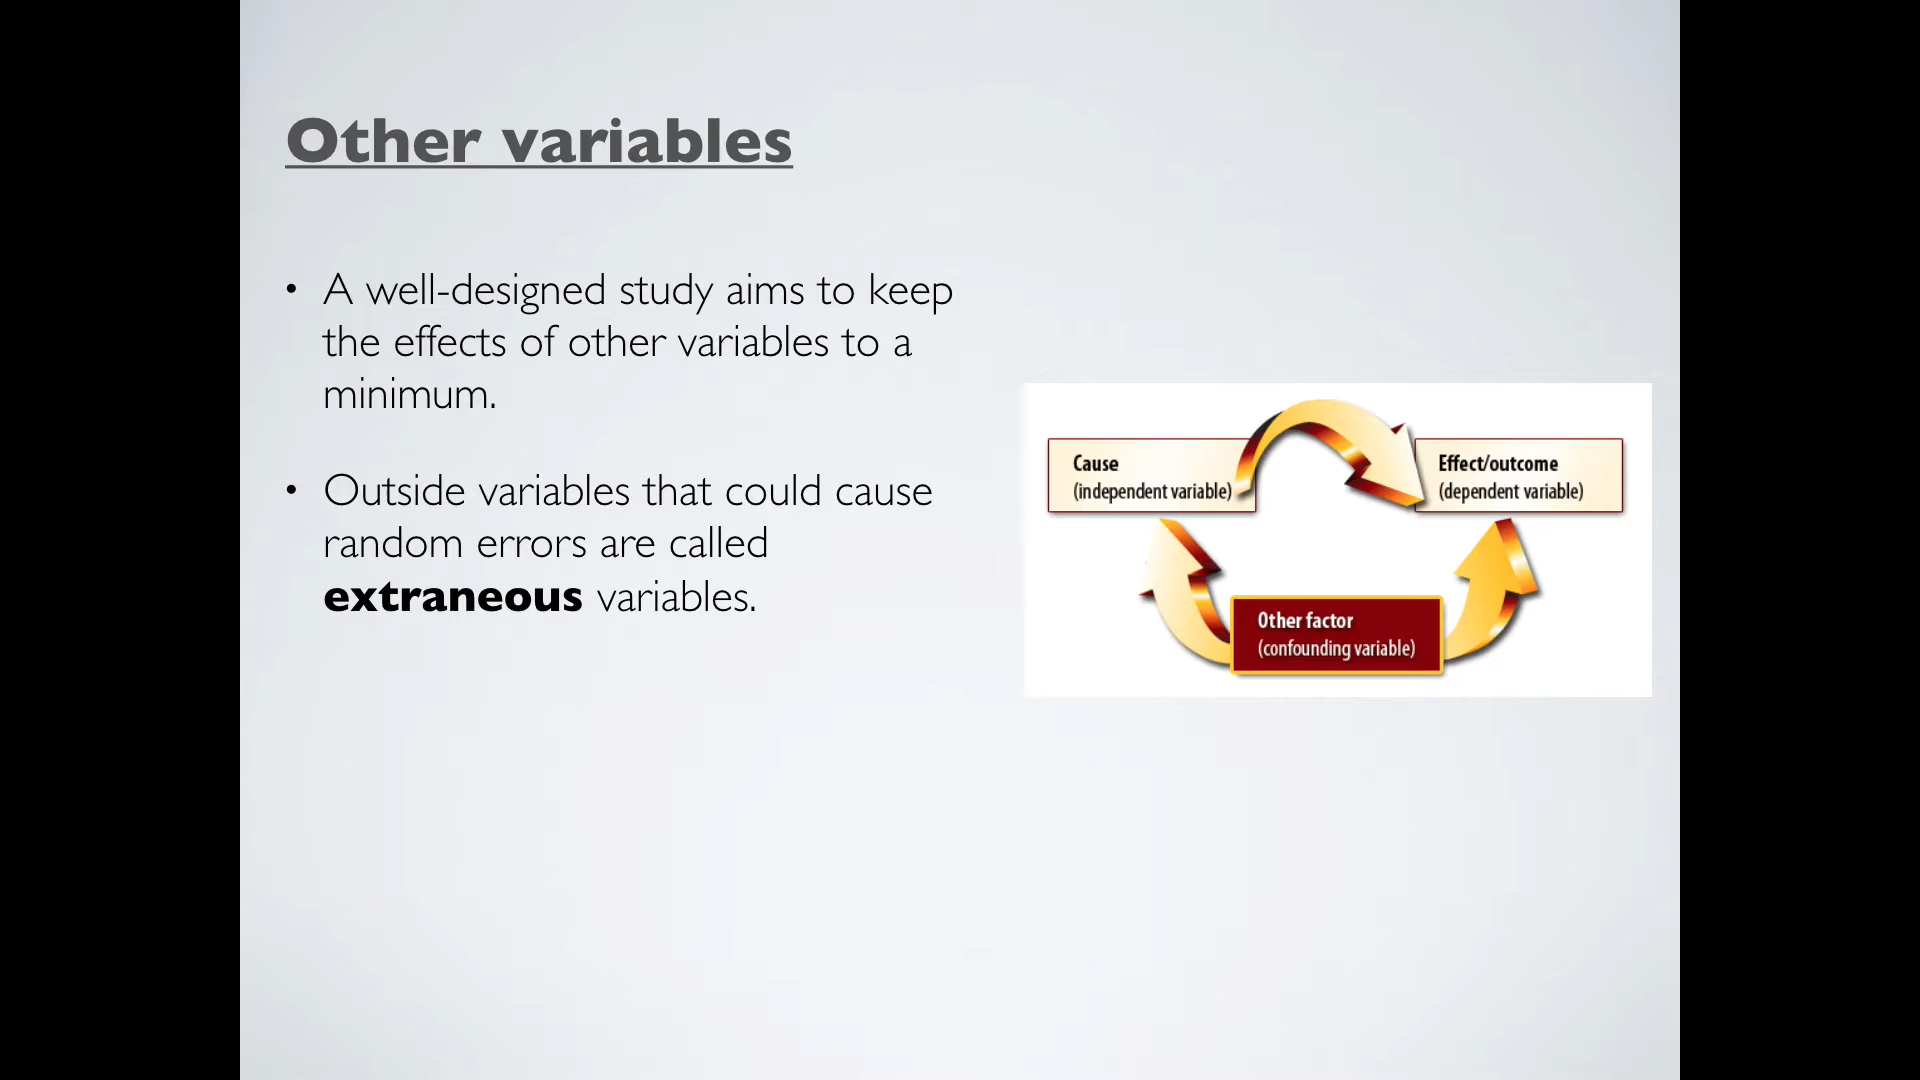 Other variables
• A well-designed study aims to keep
the effects of other variables to a
minimum.
• Outside variables that could cause
random errors are called
extraneous variables.
Cause
(independent variable)
Effect/outcome
(dependent variable)
Other factor
(confounding variable)